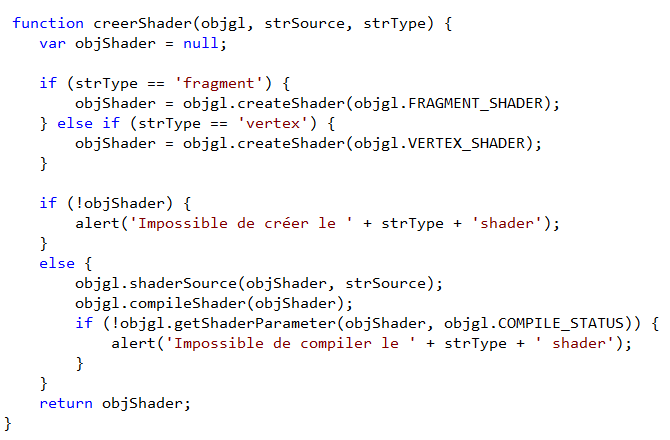 function creerShader(objgl, strSource, strType) {
var objShader = null;
if (strType == 'fragment') {
objShader = objgl.createShader(objgl.FRAGMENT_SHADER);
} else if (strType == 'vertex') {
objShader = objgl.createShader(objgl.VERTEX_SHADER);
}
if (!objShader) {
alert('Impossible de créer le ' + strType + 'shader');
}
else {
objgl.shaderSource(objShader, strSource);
objgl.compileShader(objShader);
if (!objgl.getShaderParameter(objShader, objgl.COMPILE_STATUS)) {
alert('Impossible de compiler le ' + strType + ' shader');
}
}
return objShader;
}